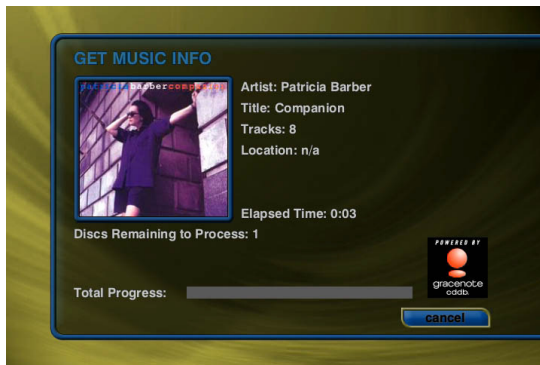 GET MUSIC INFO
patricia barber companion
Artist: Patricia Barber
Title: Companion
Tracks: 8
Location: n/a
Elapsed Time: 0:03
Discs Remaining to Process: 1
POWERED BY
gracenote
cddb.
Total Progress:
cancel